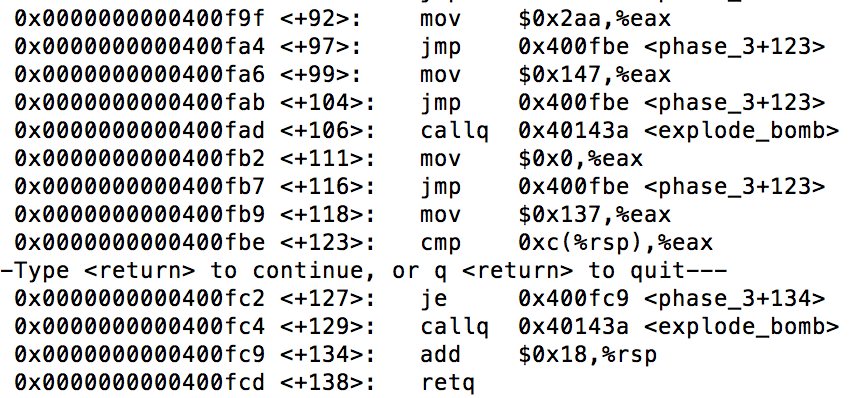 0x0000000000400f9f <+92>: mov $0x2aa,%eax
0x0000000000400fa4 <+97>: jmp 0x400fbe <phase_3+123>
0x0000000000400fa6 <+99>: mov $0x147,%eax
0x0000000000400fab <+104>: jmp 0x400fbe <phase_3+123>
0x0000000000400fad <+106>: callq 0x40143a <explode_bomb>
0x0000000000400fb2 <+111>: mov $0x0,%eax
0x0000000000400fb7 <+116>: jmp 0x400fbe <phase_3+123>
0x0000000000400fb9 <+118>: mov $0x137,%eax
0x0000000000400fbe <+123>: cmp 0xc(%rsp),%eax
-Type <return> to continue, or q <return> to quit---
0x0000000000400fc2 <+127>: je 0x400fc9 <phase_3+134>
0x0000000000400fc4 <+129>: callq 0x40143a <explode_bomb>
0x0000000000400fc9 <+134>: add $0x18,%rsp
0x0000000000400fcd <+138>: retq